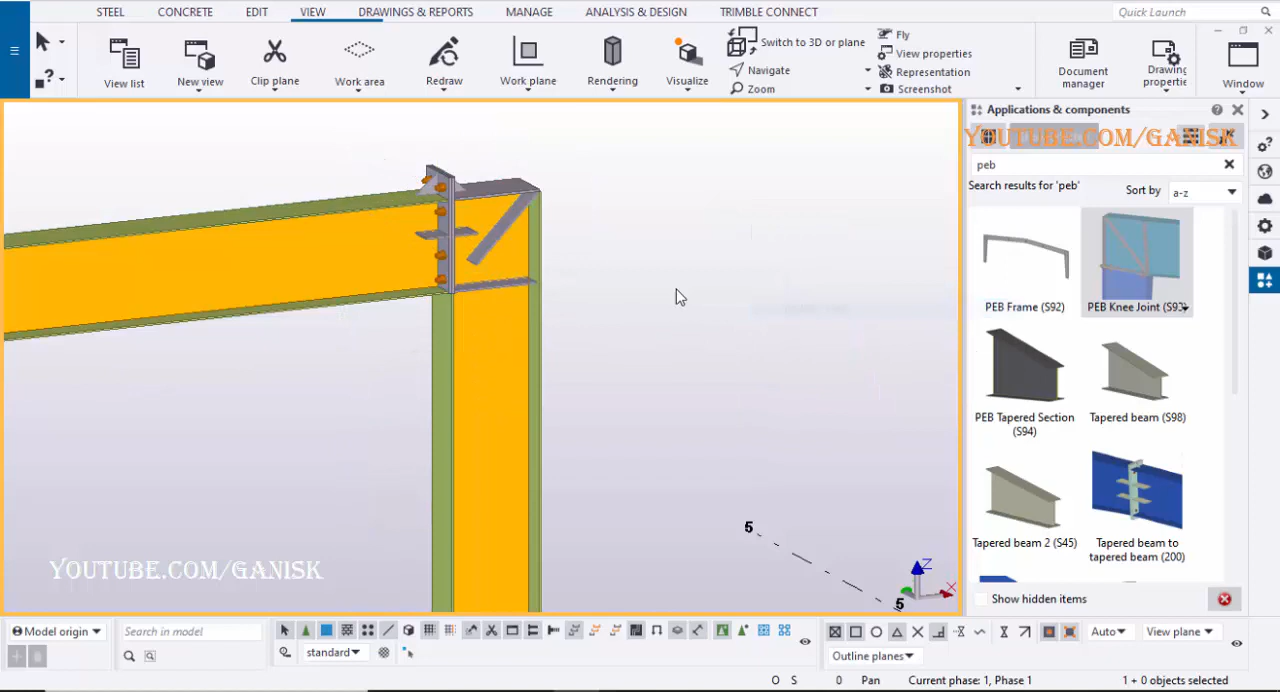 STEEL CONCRETE EDIT VIEW DRAWINGS & REPORTS MANAGE ANALYSIS & DESIGN TRIMBLE CONNECT Quick Launch
View list
New view
Clip plane
Work area
Redraw
Work plane
Rendering
Visualize
Switch to 3D or plane
Navigate
Zoom
Fly
View properties
Representation
Screenshot
Document
manager
Drawing
properties
Window
Applications & components
YOUTUBE.COM/GANISK
peb
Search results for 'peb'
Sort by a-z
PEB Frame (S92)
PEB Knee Joint (S93)
PEB Tapered Section
(S94)
Tapered beam (S98)
Tapered beam 2 (S45)
Tapered beam to
tapered beam (200)
Show hidden items
5
5
Z
X
YOUTUBE.COM/GANISK
Model origin
Search in model
standard
Auto
View plane
Outline planes
O S 0 Pan Current phase: 1, Phase 1 1 + 0 objects selected